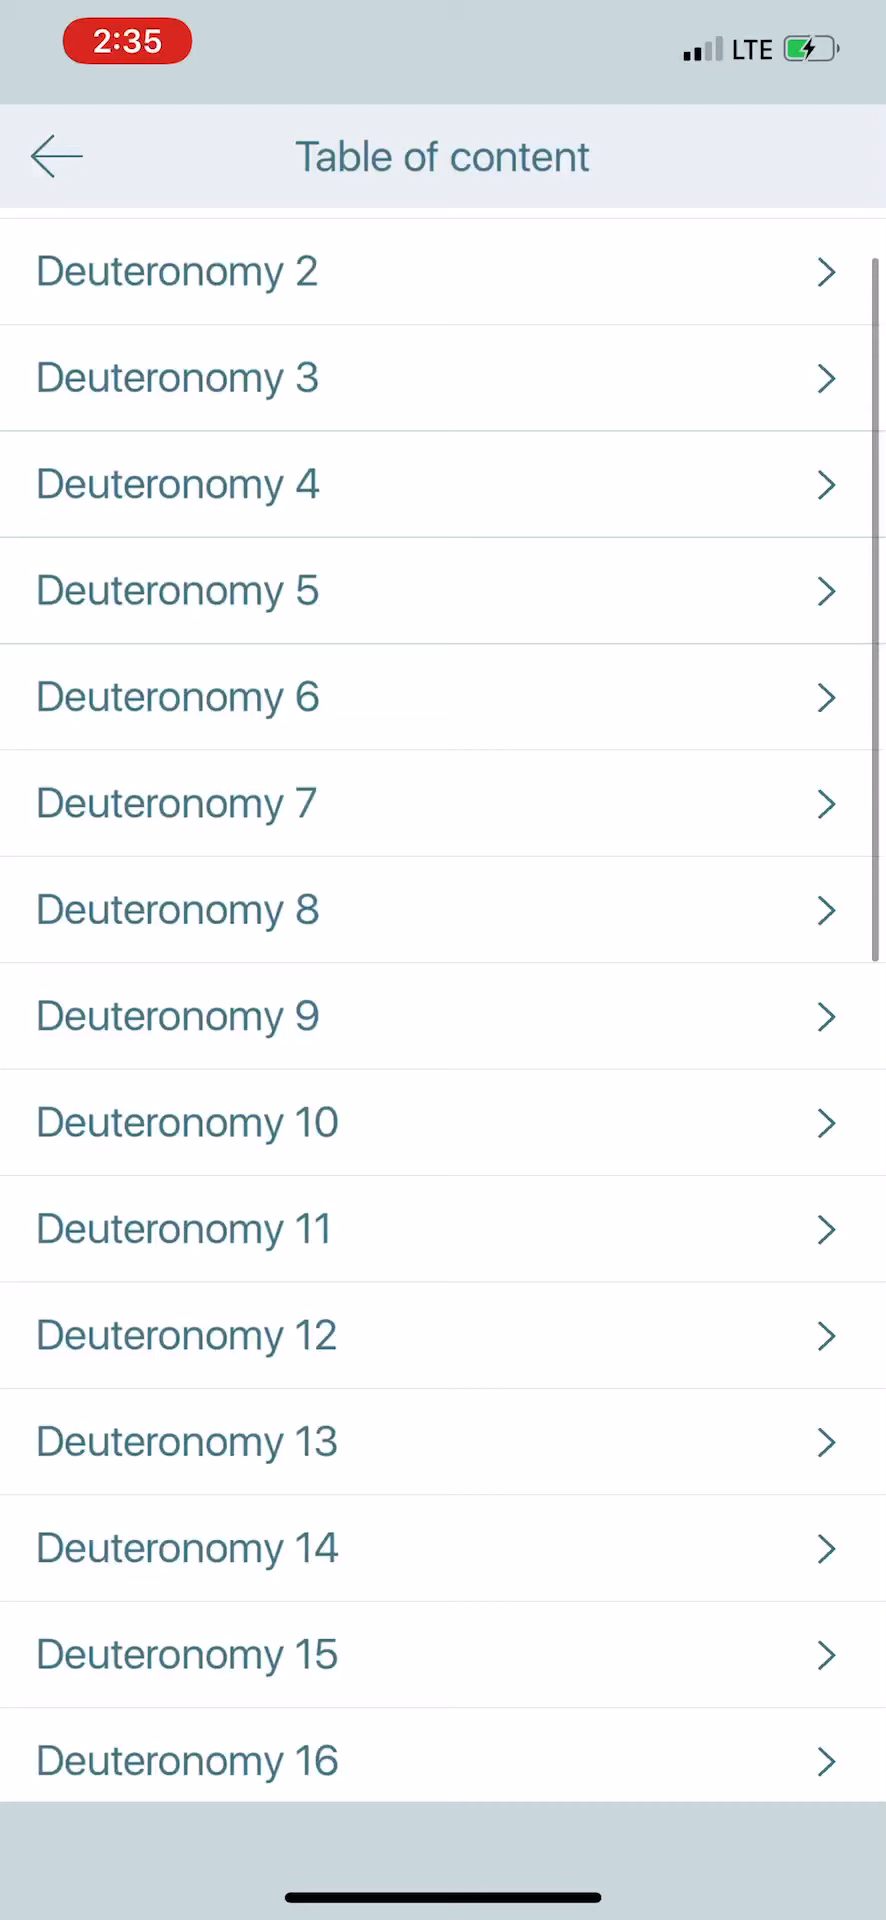 2:35
LTE
Table of content
Deuteronomy 2
Deuteronomy 3
Deuteronomy 4
Deuteronomy 5
Deuteronomy 6
Deuteronomy 7
Deuteronomy 8
Deuteronomy 9
Deuteronomy 10
Deuteronomy 11
Deuteronomy 12
Deuteronomy 13
Deuteronomy 14
Deuteronomy 15
Deuteronomy 16